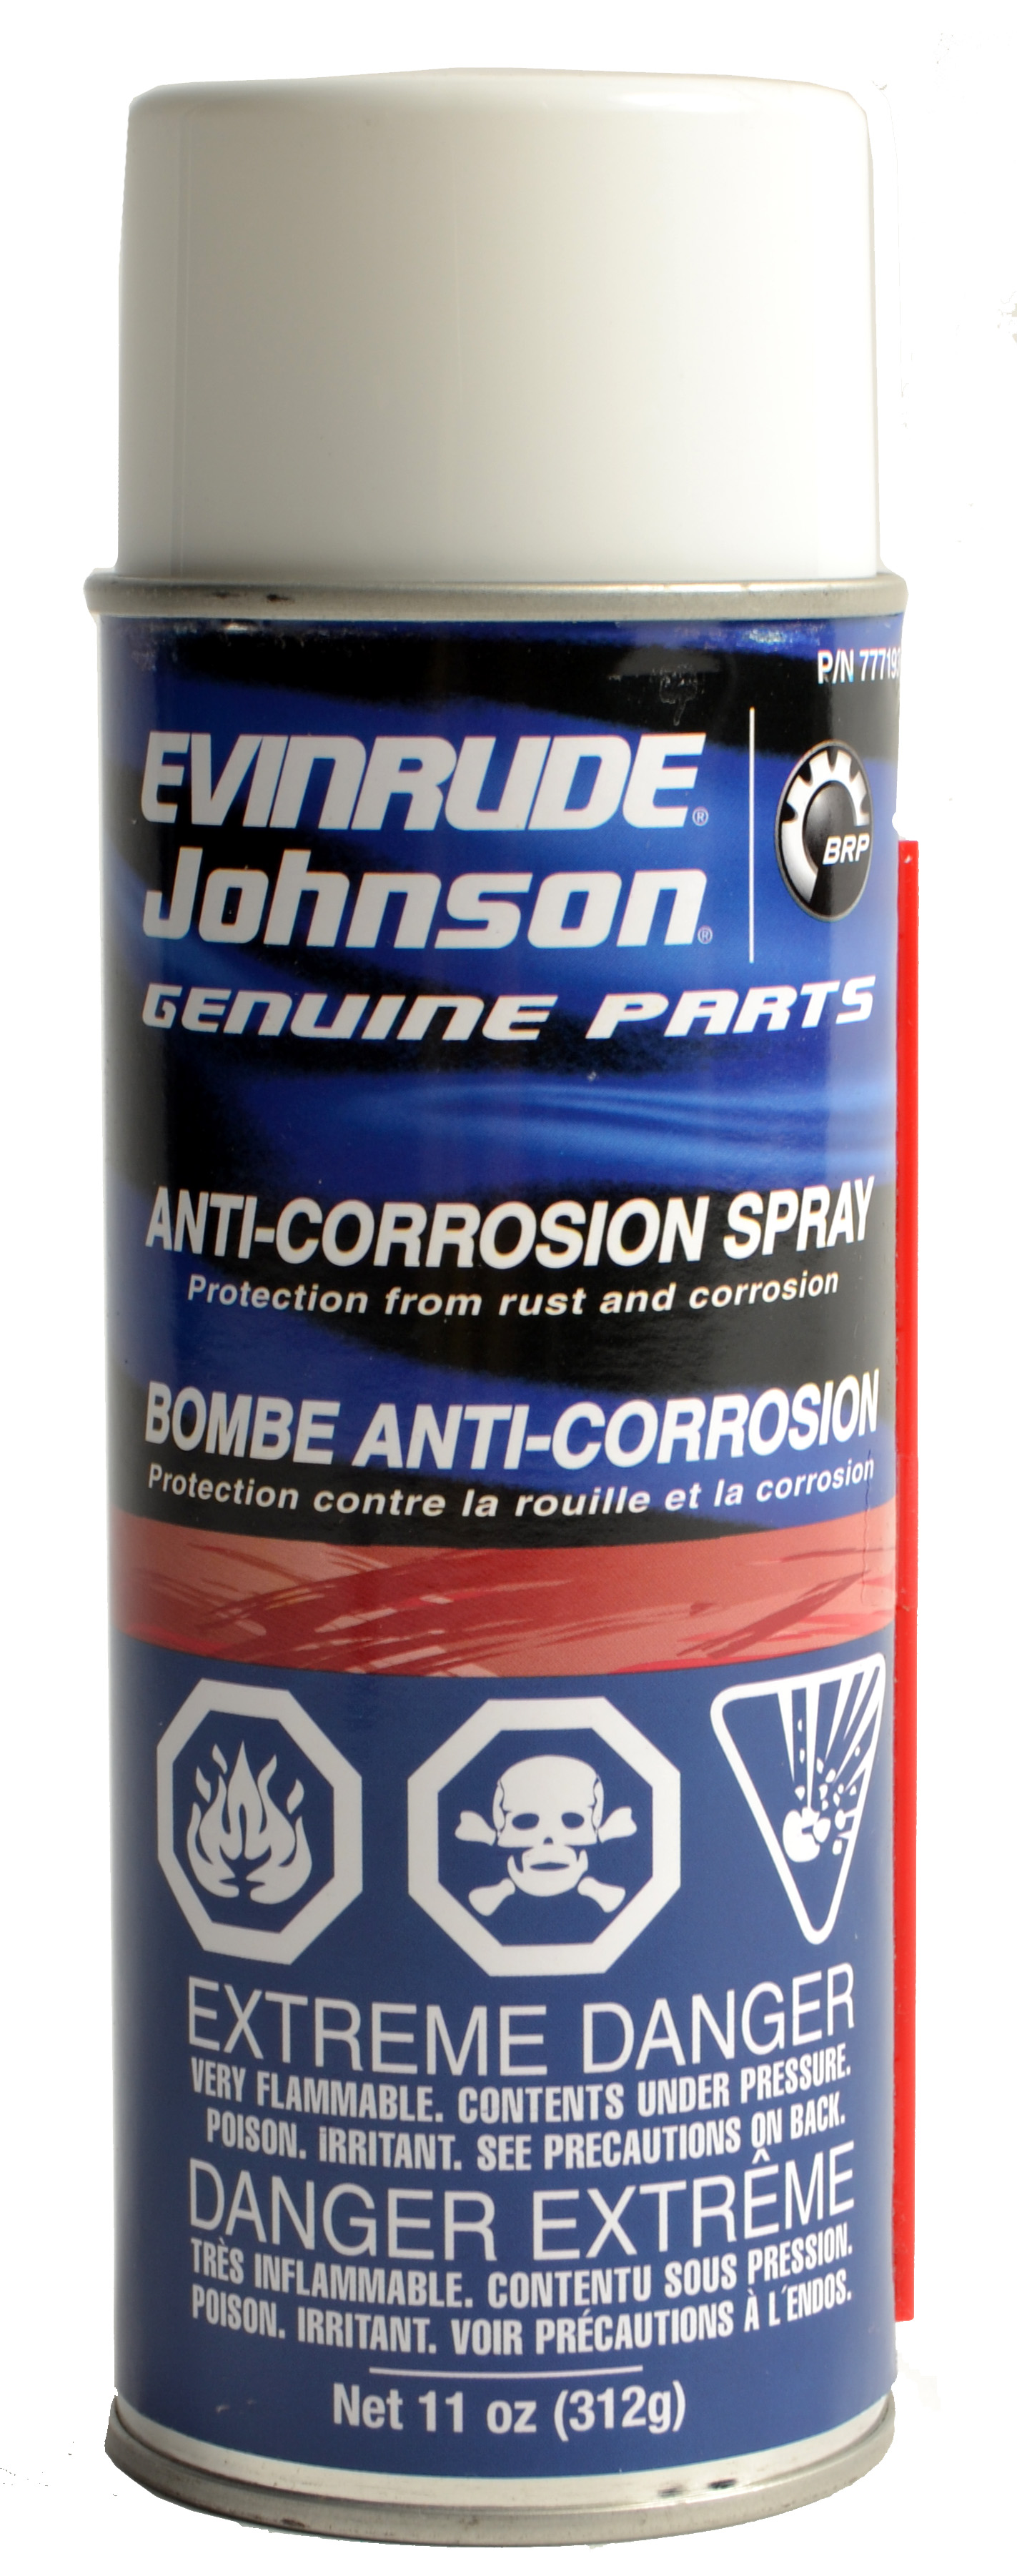 P/N 77719
EVINRUDE®
Johnson®
BRP
GENUINE PARTS
ANTI-CORROSION SPRAY
Protection from rust and corrosion
BOMBE ANTI-CORROSION
Protection contre la rouille et la corrosion
EXTREME DANGER
VERY FLAMMABLE. CONTENTS UNDER PRESSURE.
POISON. iRRITANT. SEE PRECAUTIONS ON BACK.
DANGER EXTRÊME
TRÈS INFLAMMABLE. CONTENTU SOUS PRESSION.
POISON. IRRITANT. VOIR PRÉCAUTIONS À L'ENDOS.
Net 11 oz (312g)